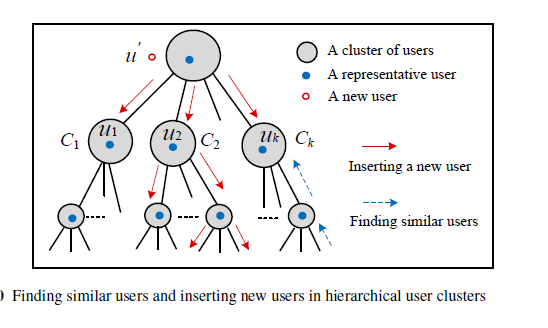 u'
A cluster of users
A representative user
A new user
C1 u1 u2 C2 uk Ck
Inserting a new user
Finding similar users
) Finding similar users and inserting new users in hierarchical user clusters